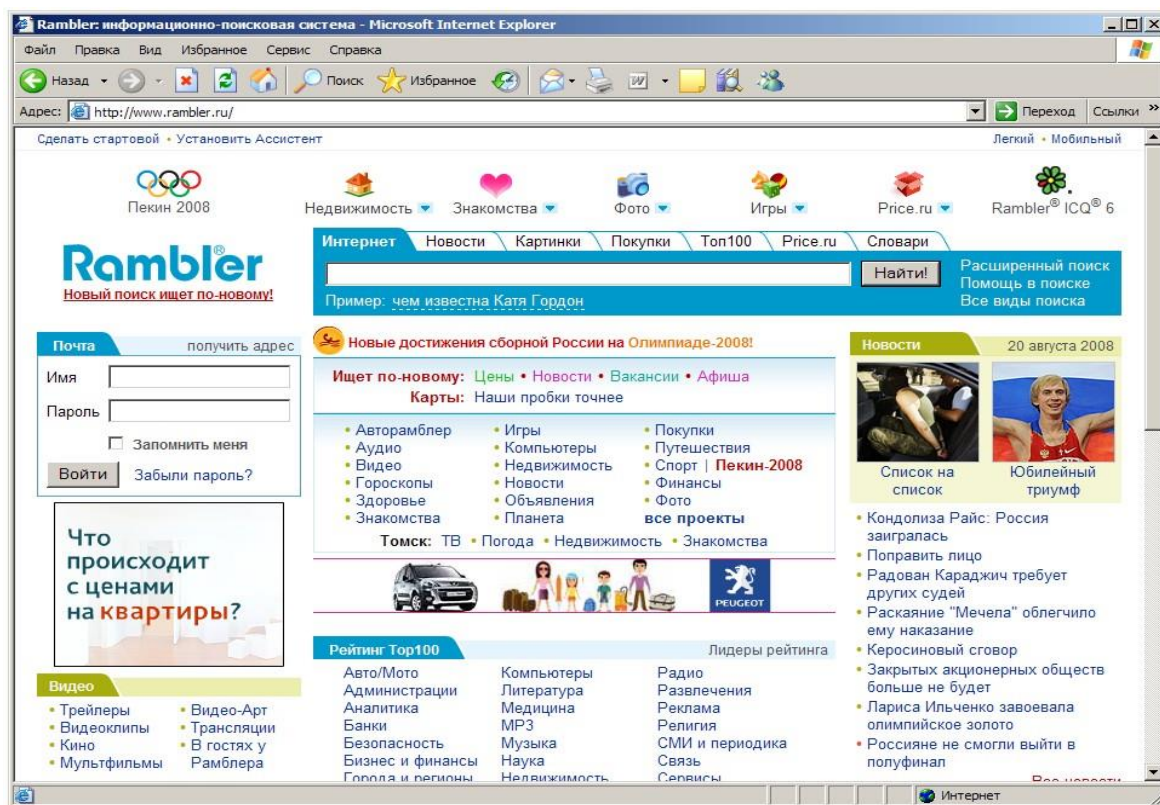 Rambler: информационно-поисковая система - Microsoft Internet Explorer
Файл Правка Вид Избранное Сервис Справка
Назад Поиск Избранное
Адрес: http://www.rambler.ru/ Переход Ссылки »
Сделать стартовой • Установить Ассистент Легкий • Мобильный
Пекин 2008 Недвижимость Знакомства Фото Игры Price.ru Rambler® ICQ® 6
Интернет Новости Картинки Покупки Топ100 Price.ru Словари
Rambler®
Новый поиск ищет по-новому!
Найти!
Пример: чем известна Катя Гордон
Расширенный поиск
Помощь в поиске
Все виды поиска
Почта получить адрес
Имя
Пароль
Запомнить меня
Войти Забыли пароль?
Что
происходит
с ценами
на квартиры?
Видео
• Трейлеры • Видео-Арт
• Видеоклипы • Трансляции
• Кино • В гостях у
• Мультфильмы Рамблера
Новые достижения сборной России на Олимпиаде-2008!
Ищет по-новому: Цены • Новости • Вакансии • Афиша
Карты: Наши пробки точнее
• Авторамблер • Игры • Покупки
• Аудио • Компьютеры • Путешествия
• Видео • Недвижимость • Спорт | Пекин-2008
• Гороскопы • Новости • Финансы
• Здоровье • Объявления • Фото
• Знакомства • Планета все проекты
Томск: ТВ • Погода • Недвижимость • Знакомства
PEUGEOT
Рейтинг Top100 Лидеры рейтинга
Авто/Мото Компьютеры Радио
Администрации Литература Развлечения
Аналитика Медицина Реклама
Банки MP3 Религия
Безопасность Музыка СМИ и периодика
Бизнес и финансы Наука Связь
Города и регионы Недвижимость Сервисы
Новости 20 августа 2008
Список на
список
Юбилейный
триумф
• Кондолиза Райс: Россия
заигралась
• Поправить лицо
• Радован Караджич требует
других судей
• Раскаяние "Мечела" облегчило
ему наказание
• Керосиновый сговор
• Закрытых акционерных обществ
больше не будет
• Лариса Ильченко завоевала
олимпийское золото
• Россияне не смогли выйти в
полуфинал
Все новости
Интернет